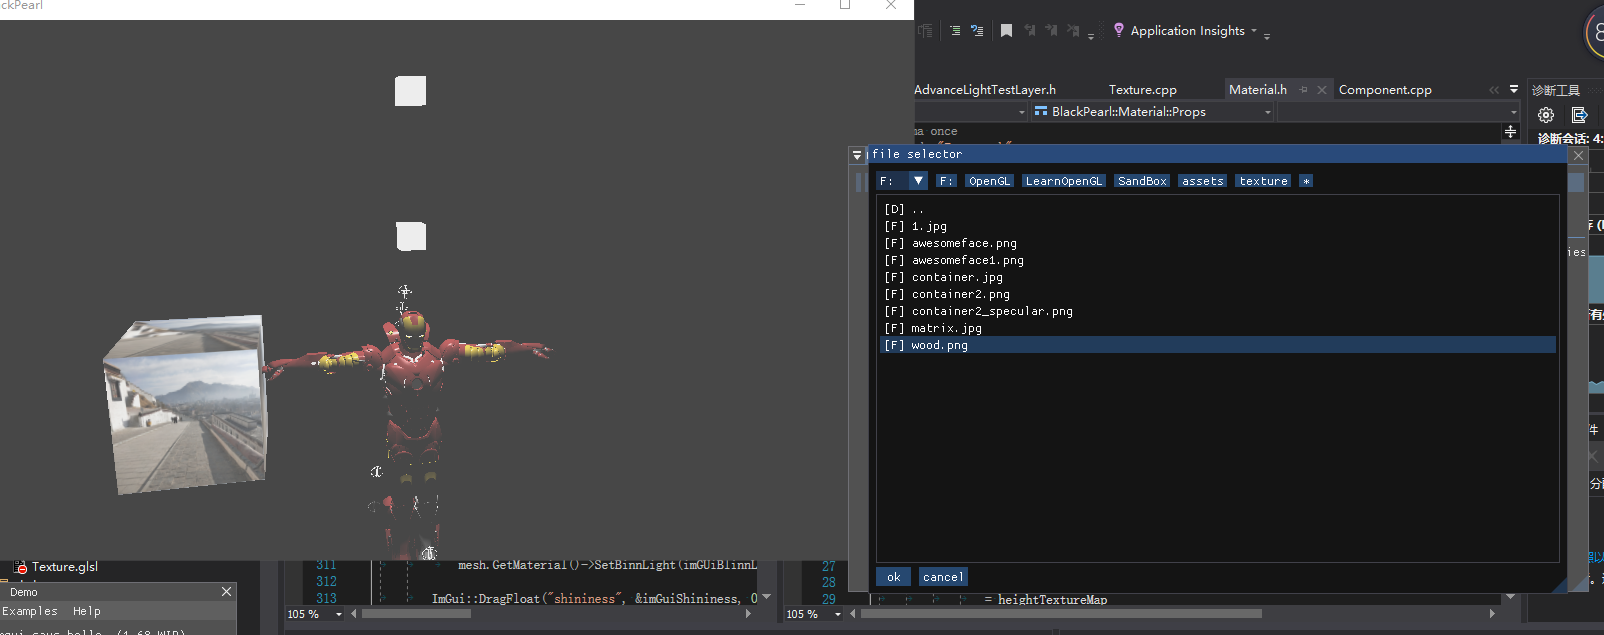 ckPearl
Application Insights
AdvanceLightTestLayer.h
Texture.cpp
Material.h
Component.cpp
诊断工具
BlackPearl::Material::Props
once
诊断会话: 4:
file selector
F:
F:
OpenGL
LearnOpenGL
SandBox
assets
texture
*
[D] ..
[F] 1.jpg
[F] awesomeface.png
[F] awesomeface1.png
[F] container.jpg
[F] container2.png
[F] container2_specular.png
[F] matrix.jpg
[F] wood.png
ok
cancel
ies
件
Texture.glsl
Demo
Examples Help
311 mesh.GetMaterial()->SetBinnLight(imGUiBlinnL
312
313 ImGui::DragFloat("shininess", &imGuiShininess, 0
105 %
27
28
29 = heightTextureMap
105 %